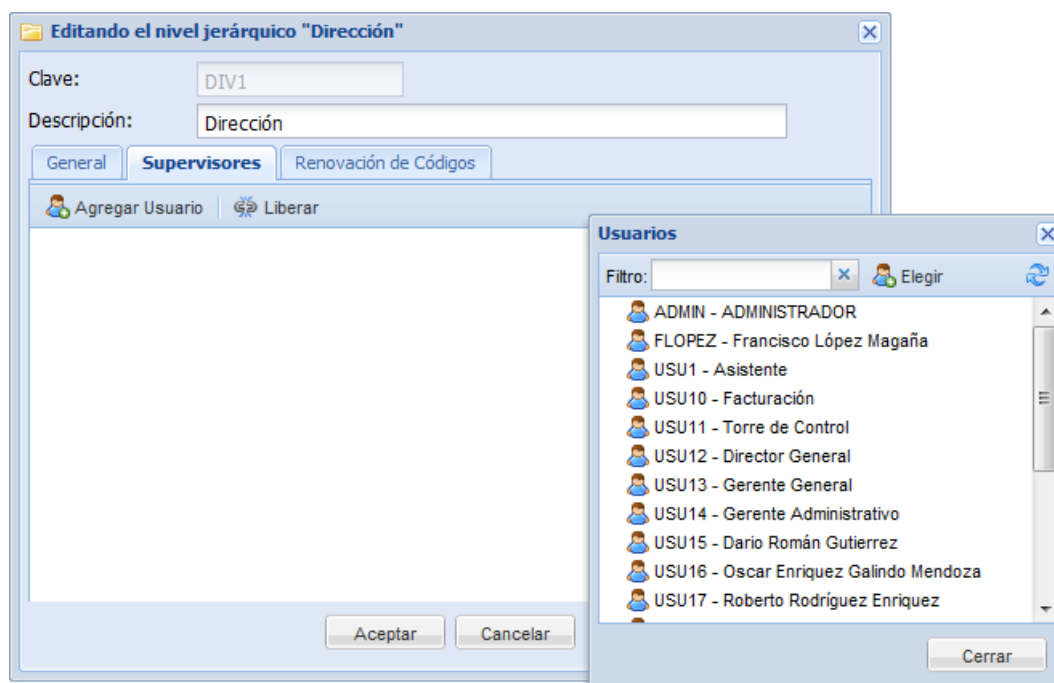 Editando el nivel jerárquico "Dirección"
Clave: DIV1
Descripción: Dirección
General Supervisores Renovación de Códigos
Agregar Usuario Liberar
Aceptar Cancelar
Usuarios
Filtro: Elegir
ADMIN - ADMINISTRADOR
FLOPEZ - Francisco López Magaña
USU1 - Asistente
USU10 - Facturación
USU11 - Torre de Control
USU12 - Director General
USU13 - Gerente General
USU14 - Gerente Administrativo
USU15 - Dario Román Gutierrez
USU16 - Oscar Enriquez Galindo Mendoza
USU17 - Roberto Rodríguez Enriquez
Cerrar